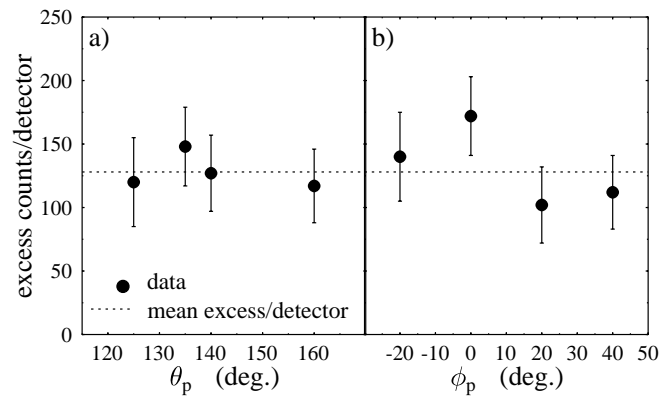 250
200
150
100
50
0
excess counts/detector
a)
b)
data
mean excess/detector
120 130 140 150 160
-20 -10 0 10 20 30 40 50
θp (deg.)
ϕp (deg.)